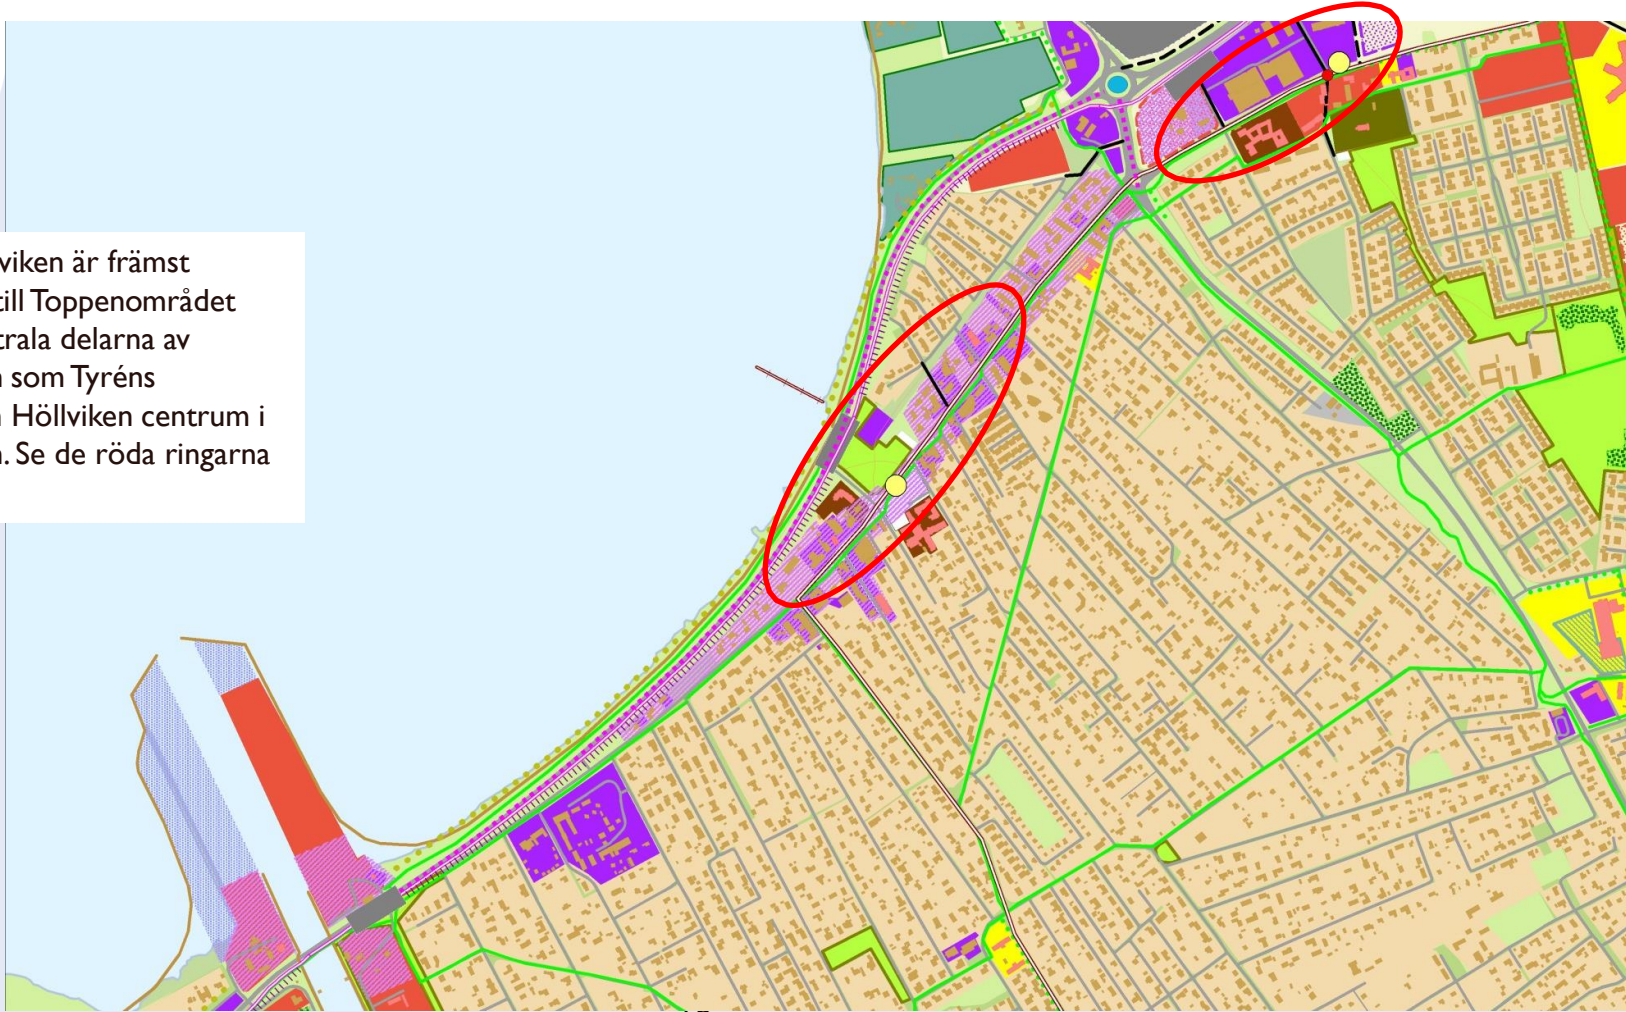 viken är främst
till Toppenområdet
trala delarna av
som Tyréns
Höllviken centrum i
. Se de röda ringarna